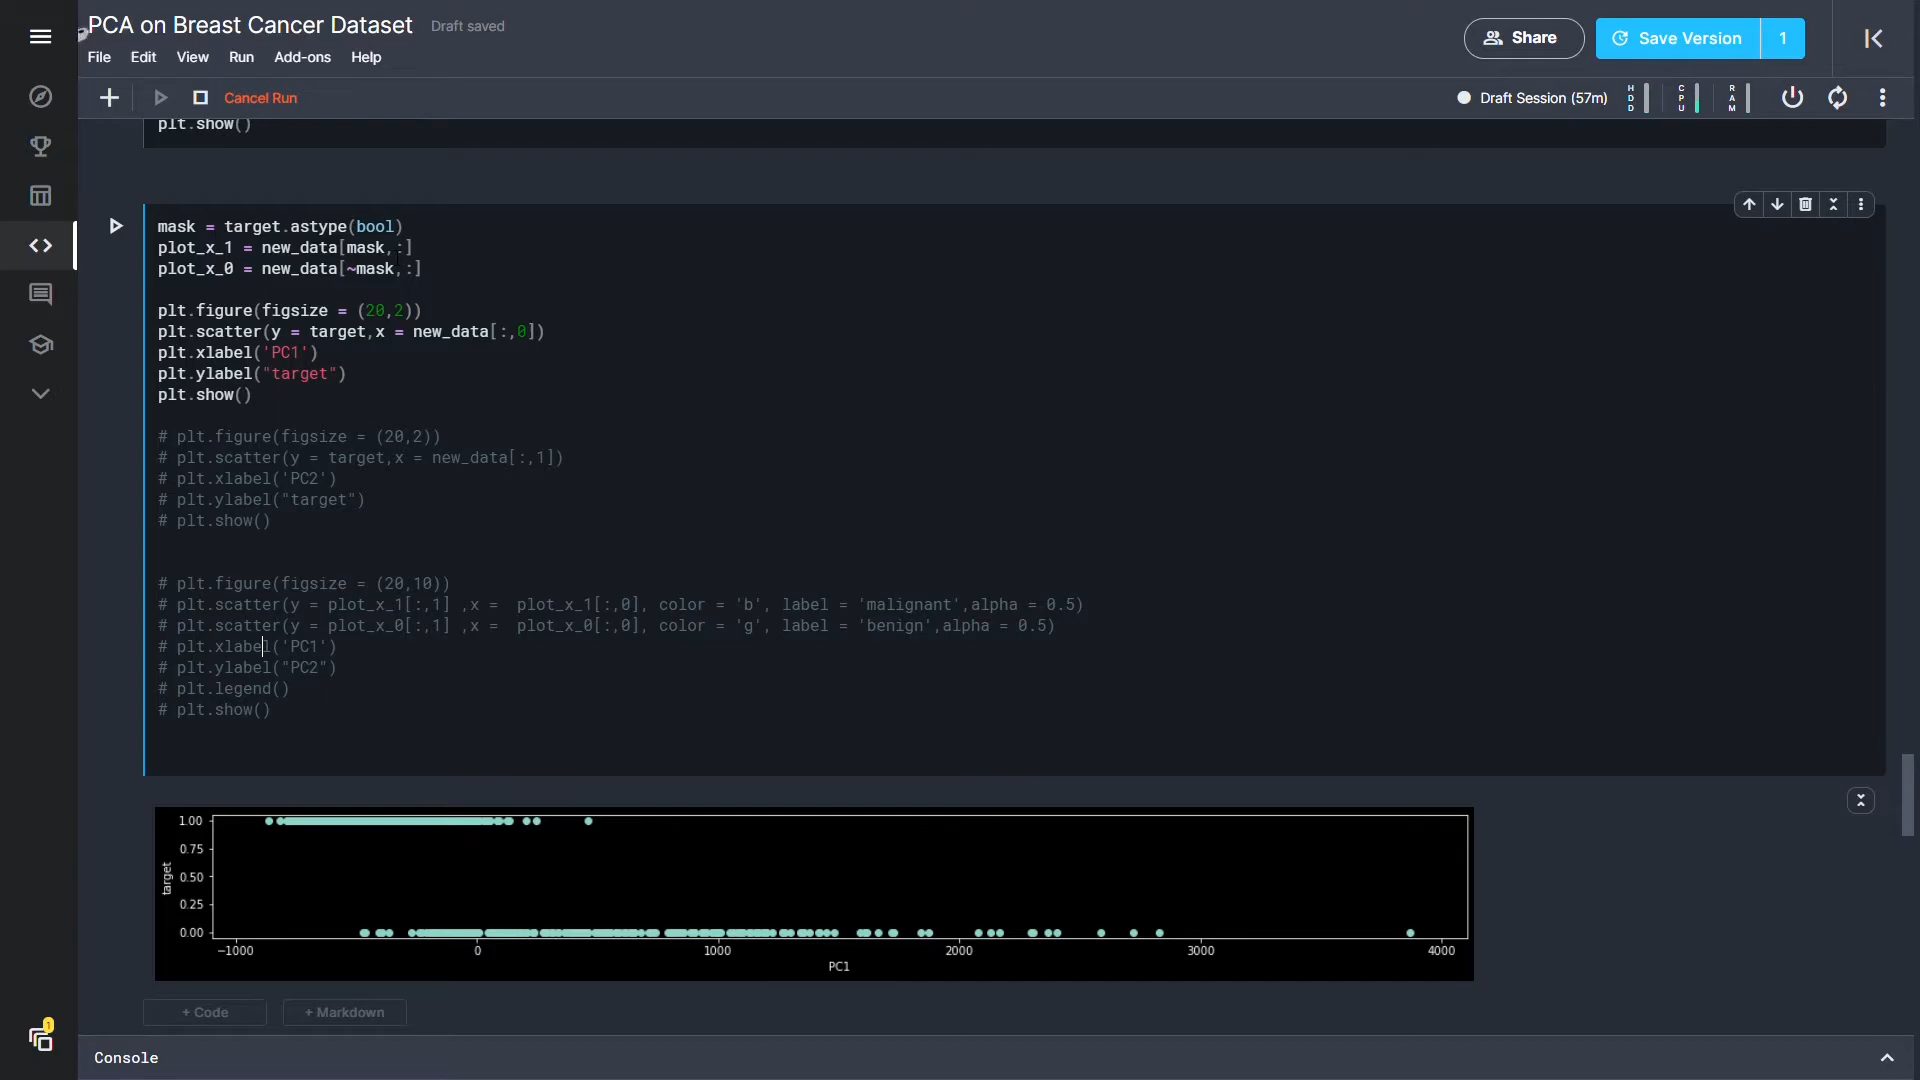 PCA on Breast Cancer Dataset Draft saved
File Edit View Run Add-ons Help
Share
Save Version 1
Cancel Run
Draft Session (57m)
HDD
CPU
RAM
plt.show()
mask = target.astype(bool)
plot_x_1 = new_data[mask,:]
plot_x_0 = new_data[~mask,:]
plt.figure(figsize = (20,2))
plt.scatter(y = target,x = new_data[:,0])
plt.xlabel('PC1')
plt.ylabel("target")
plt.show()
# plt.figure(figsize = (20,2))
# plt.scatter(y = target,x = new_data[:,1])
# plt.xlabel('PC2')
# plt.ylabel("target")
# plt.show()
# plt.figure(figsize = (20,10))
# plt.scatter(y = plot_x_1[:,1] ,x =  plot_x_1[:,0], color = 'b', label = 'malignant',alpha = 0.5)
# plt.scatter(y = plot_x_0[:,1] ,x =  plot_x_0[:,0], color = 'g', label = 'benign',alpha = 0.5)
# plt.xlabel('PC1')
# plt.ylabel("PC2")
# plt.legend()
# plt.show()
1.00
0.75
0.50
0.25
0.00
target
−1000 0 1000 2000 3000 4000
PC1
+ Code + Markdown
1
Console